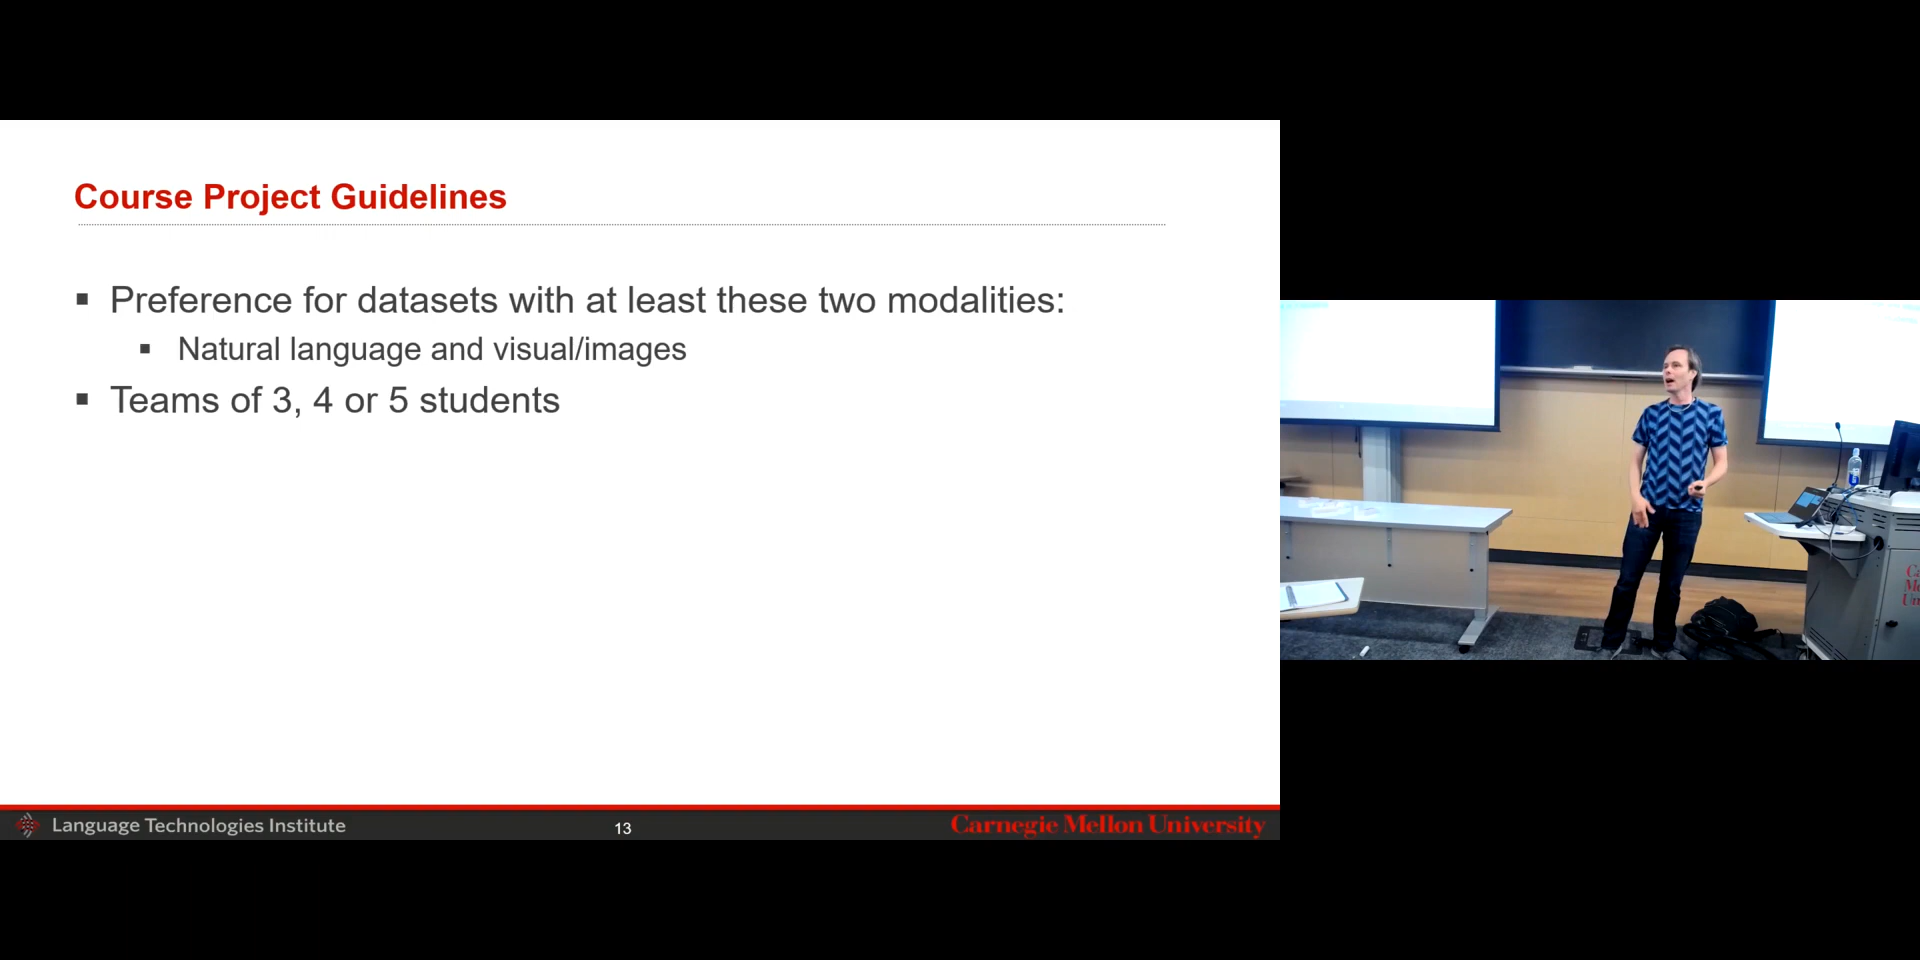 Course Project Guidelines
▪ Preference for datasets with at least these two modalities:
▪ Natural language and visual/images
▪ Teams of 3, 4 or 5 students
Language Technologies Institute
13
Carnegie Mellon University